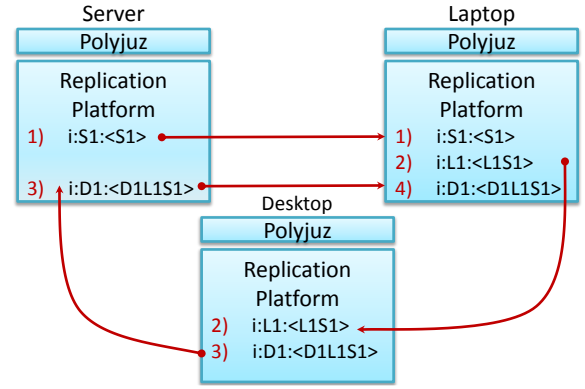 Server
Polyjuz
Replication
Platform
1) i:S1:<S1>
3) i:D1:<D1L1S1>
Laptop
Polyjuz
Replication
Platform
1) i:S1:<S1>
2) i:L1:<L1S1>
4) i:D1:<D1L1S1>
Desktop
Polyjuz
Replication
Platform
2) i:L1:<L1S1>
3) i:D1:<D1L1S1>